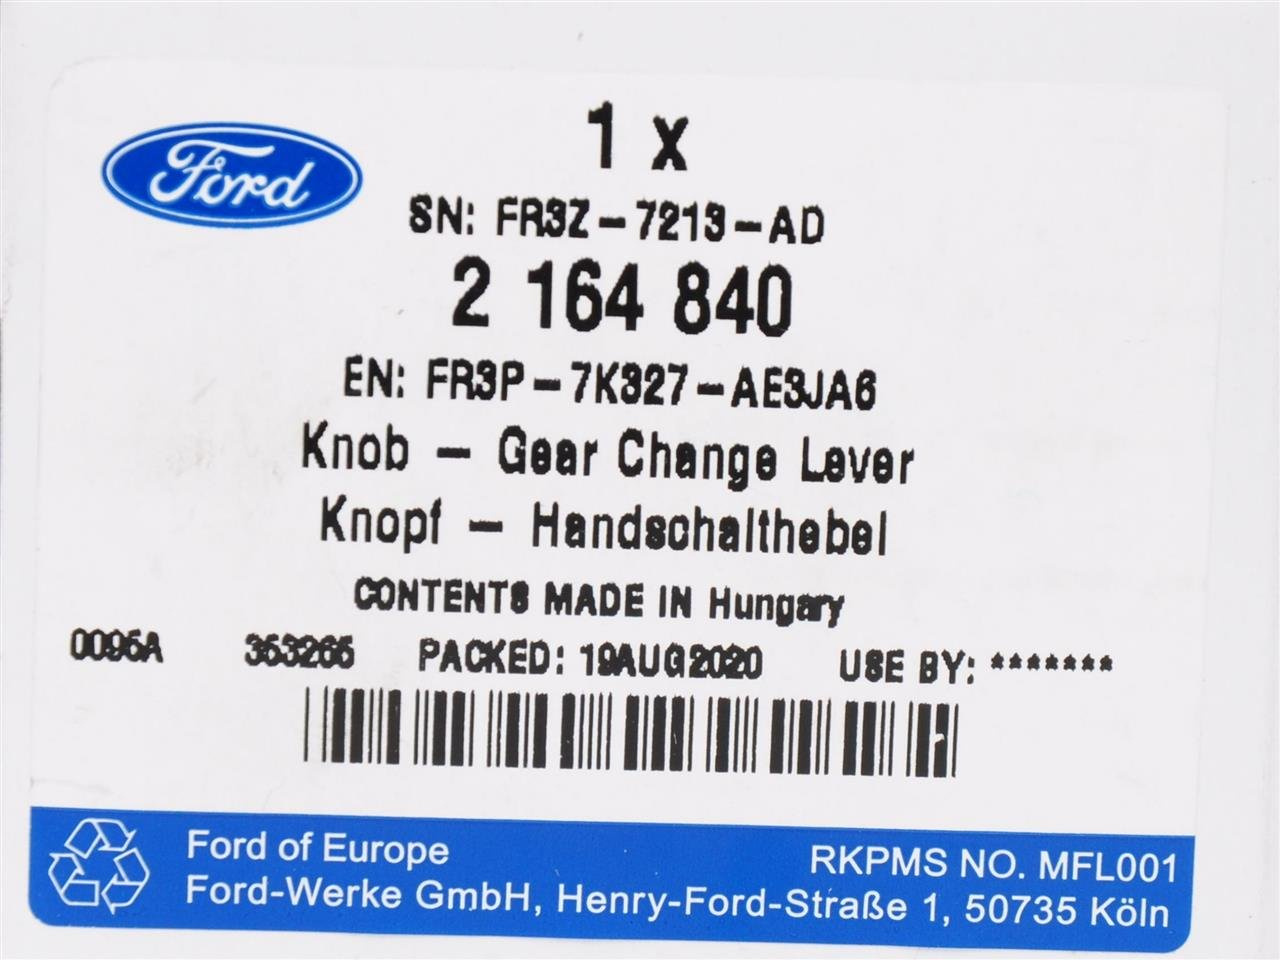 Ford
1 x
SN: FR3Z-7213-AD
2 164 840
EN: FR3P-7K327-AE3JA6
Knob - Gear Change Lever
Knopf - Handschalthebel
CONTENTS MADE IN Hungary
0095A 353265 PACKED: 19AUG2020 USE BY: *******
Ford of Europe
RKPMS NO. MFL001
Ford-Werke GmbH, Henry-Ford-Straße 1, 50735 Köln